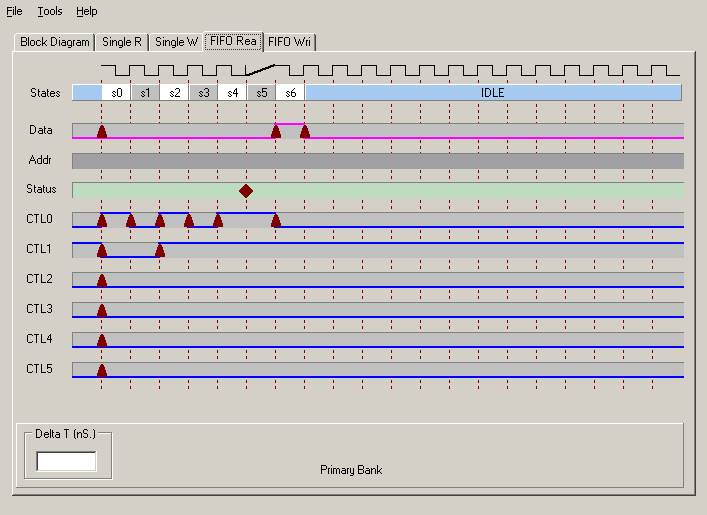 File Tools Help
Block Diagram Single R Single W FIFO Rea FIFO Wri
States s0 s1 s2 s3 s4 s5 s6 IDLE
Data
Addr
Status
CTL0
CTL1
CTL2
CTL3
CTL4
CTL5
Delta T (nS.)
Primary Bank